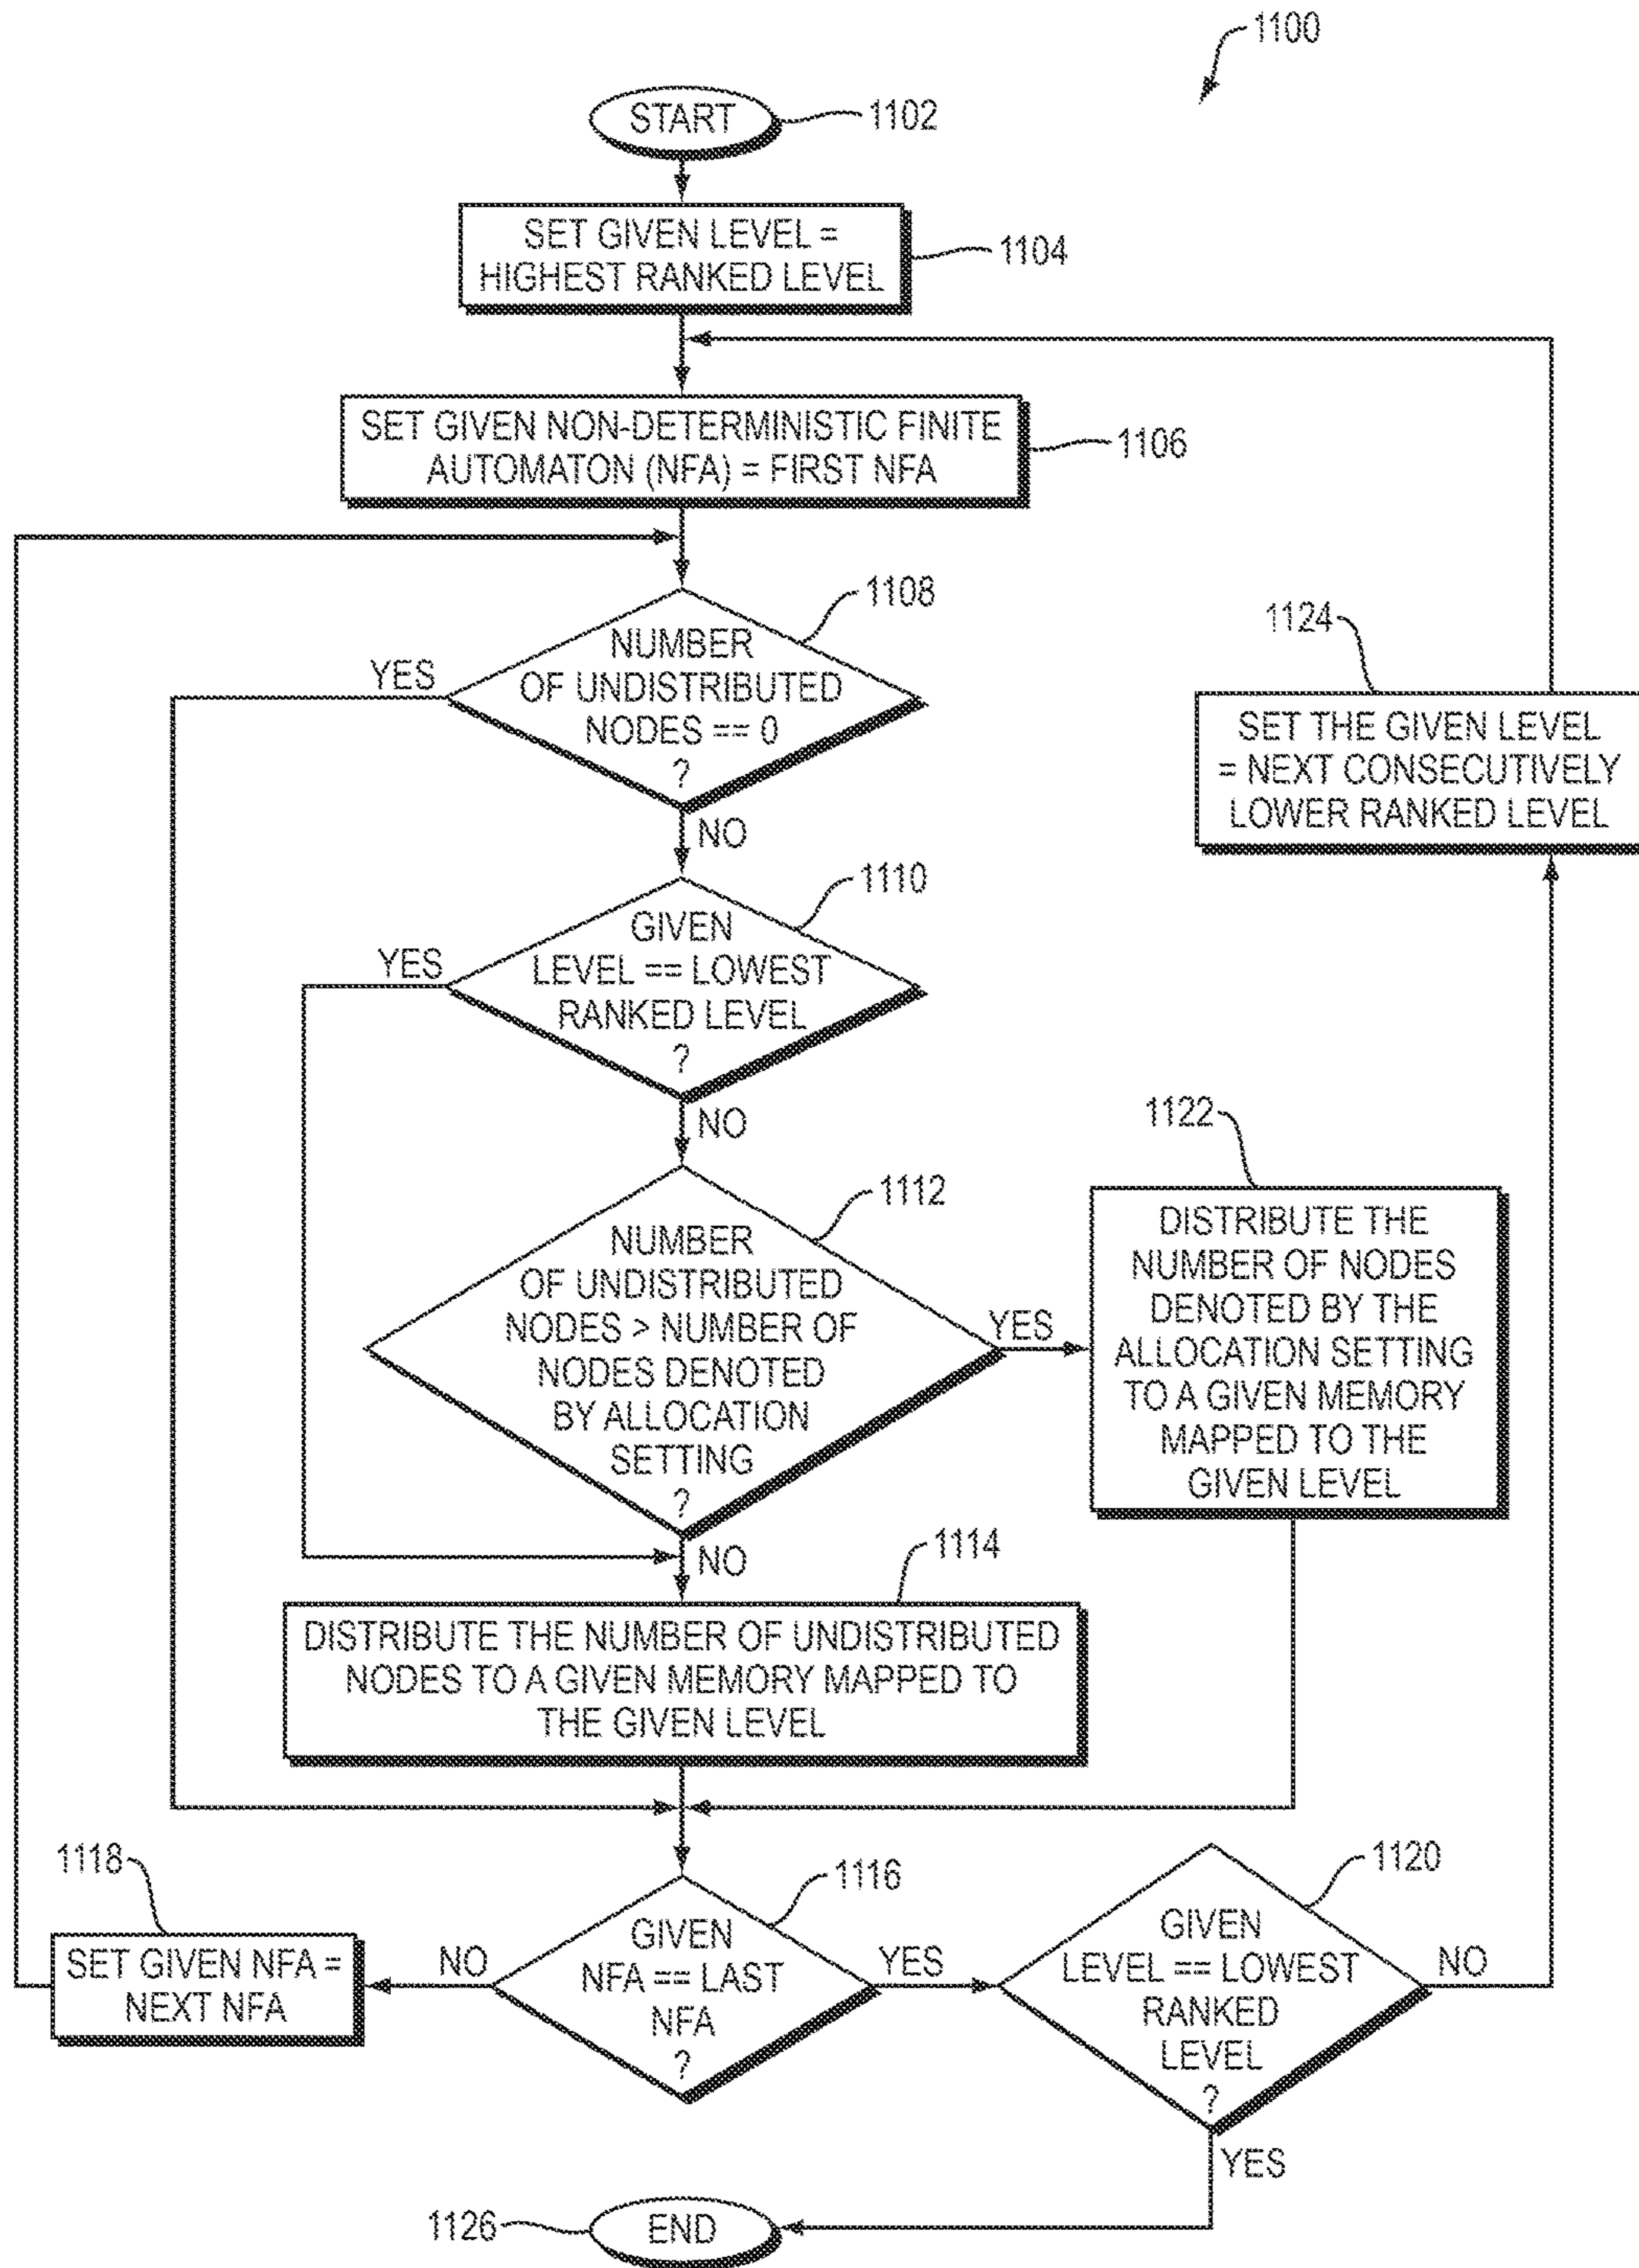 1100
START
1102
SET GIVEN LEVEL =
HIGHEST RANKED LEVEL
1104
SET GIVEN NON-DETERMINISTIC FINITE
AUTOMATON (NFA) = FIRST NFA
1106
1108
NUMBER
OF UNDISTRIBUTED
NODES == 0
?
YES
NO
1124
SET THE GIVEN LEVEL
= NEXT CONSECUTIVELY
LOWER RANKED LEVEL
1110
GIVEN
LEVEL == LOWEST
RANKED LEVEL
?
YES
NO
1112
NUMBER
OF UNDISTRIBUTED
NODES > NUMBER OF
NODES DENOTED
BY ALLOCATION
SETTING
?
YES
NO
1122
DISTRIBUTE THE
NUMBER OF NODES
DENOTED BY THE
ALLOCATION SETTING
TO A GIVEN MEMORY
MAPPED TO THE
GIVEN LEVEL
1114
DISTRIBUTE THE NUMBER OF UNDISTRIBUTED
NODES TO A GIVEN MEMORY MAPPED TO
THE GIVEN LEVEL
1118
SET GIVEN NFA =
NEXT NFA
NO
1116
GIVEN
NFA == LAST
NFA
?
YES
1120
GIVEN
LEVEL == LOWEST
RANKED
LEVEL
?
NO
YES
1126
END